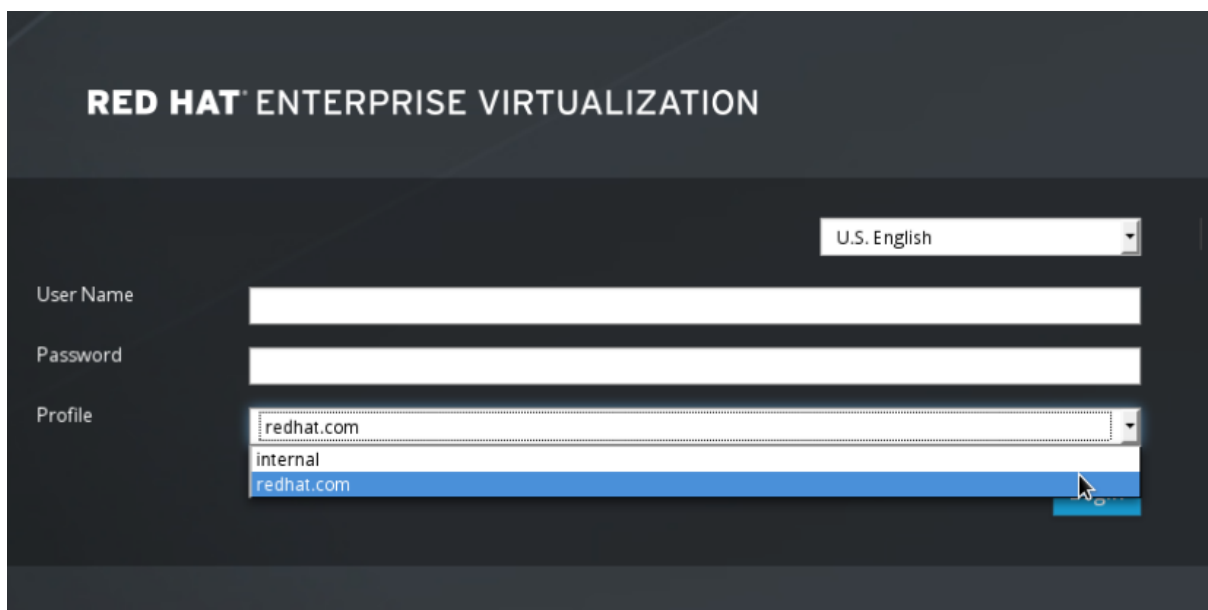 RED HAT® ENTERPRISE VIRTUALIZATION
U.S. English
User Name
Password
Profile
redhat.com
internal
redhat.com